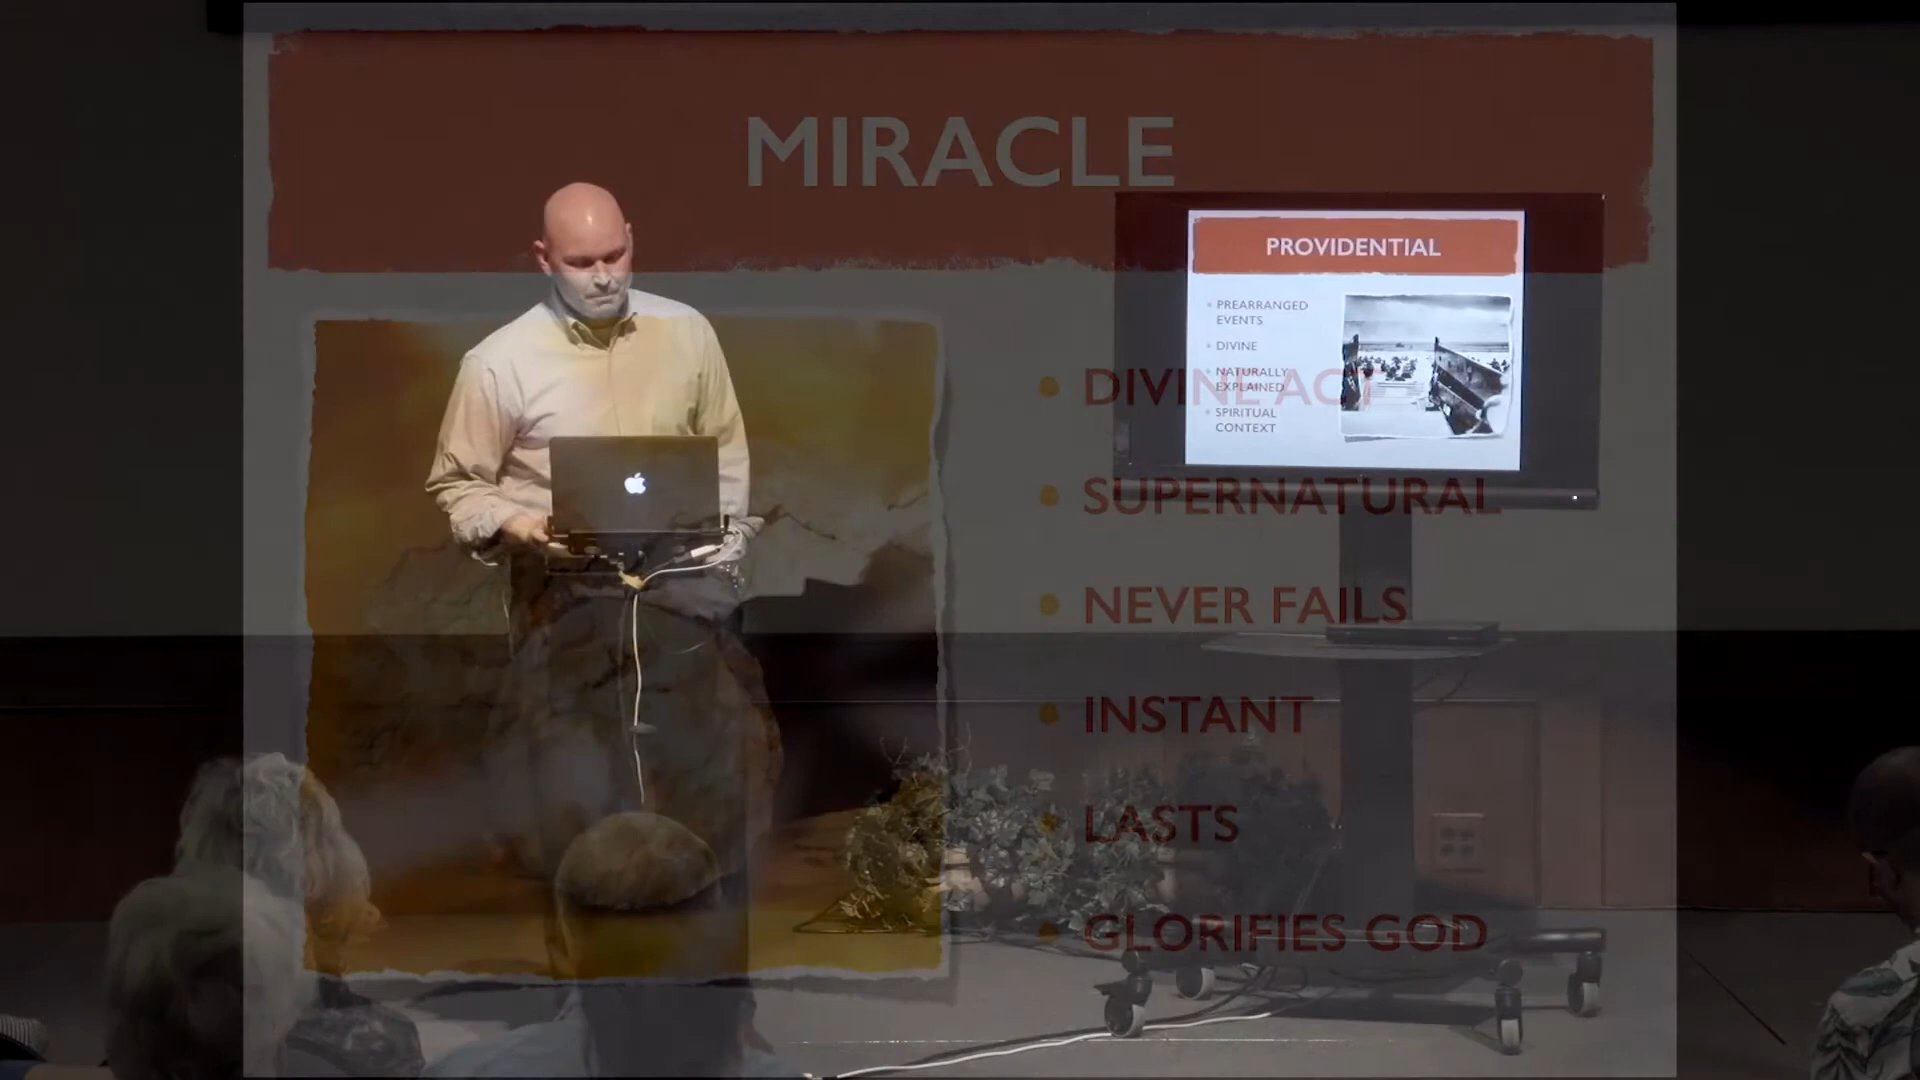 MIRACLE
DIVINE ACT
SUPERNATURAL
NEVER FAILS
INSTANT
LASTS
GLORIFIES GOD
PROVIDENTIAL
PREARRANGED
EVENTS
DIVINE
NATURALLY
EXPLAINED
SPIRITUAL
CONTEXT